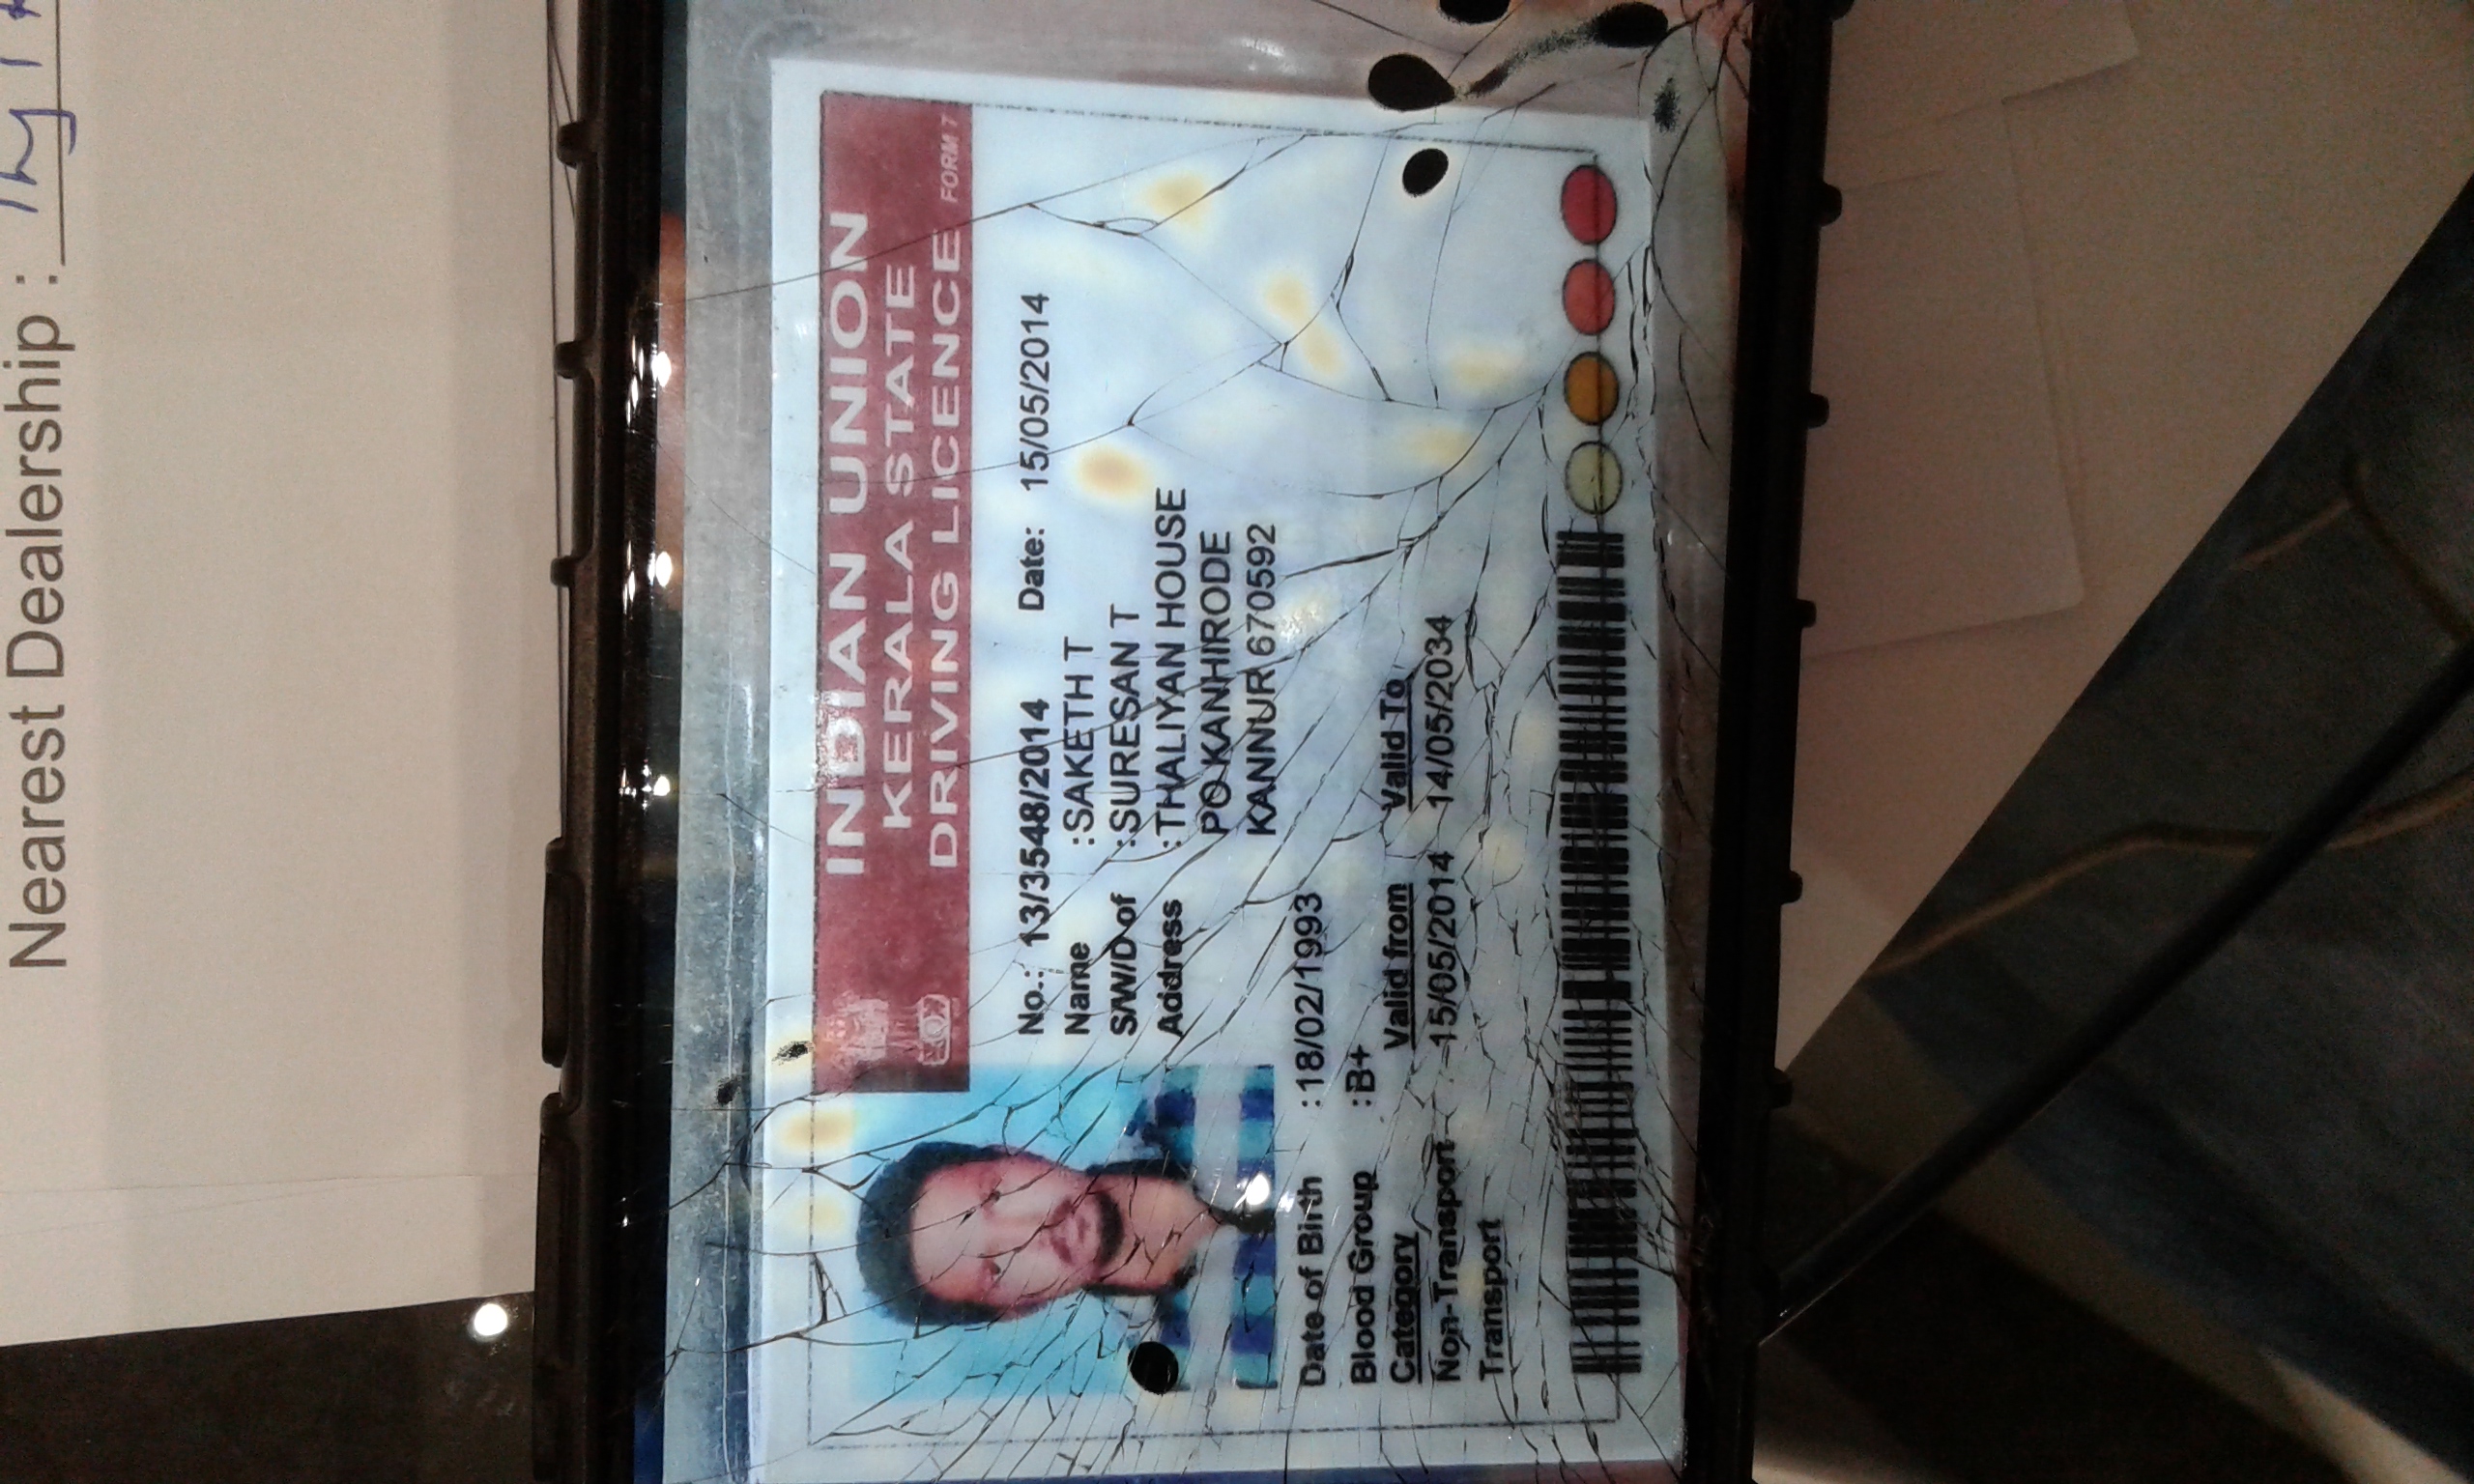 Nearest Dealership :
INDIAN UNION
KERALA STATE
DRIVING LICENCE FORM 7
No.: 13/3548/2014 Date: 15/05/2014
Name :SAKETH T
S/W/D of :SURESAN T
Address :THALIYAN HOUSE
PO KANHIRODE
KANNUR 670592
Date of Birth :18/02/1993
Blood Group :B+
Category Valid from Valid To
Non-Transport 15/05/2014 14/05/2034
Transport